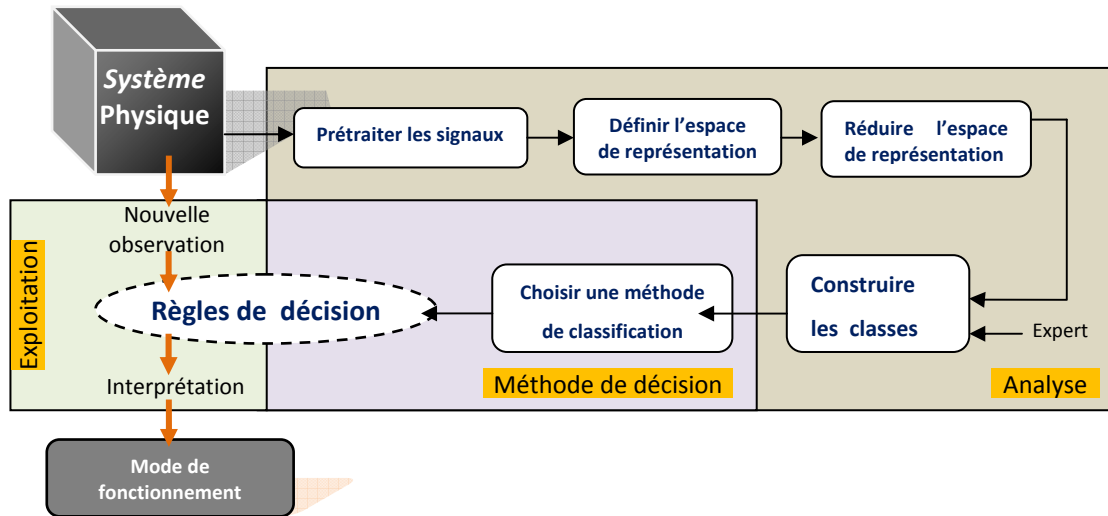 Système
Physique
Prétraiter les signaux
Définir l'espace
de représentation
Réduire l'espace
de représentation
Nouvelle
observation
Exploitation
Règles de décision
Choisir une méthode
de classification
Construire
les classes
Expert
Interprétation
Méthode de décision
Analyse
Mode de
fonctionnement